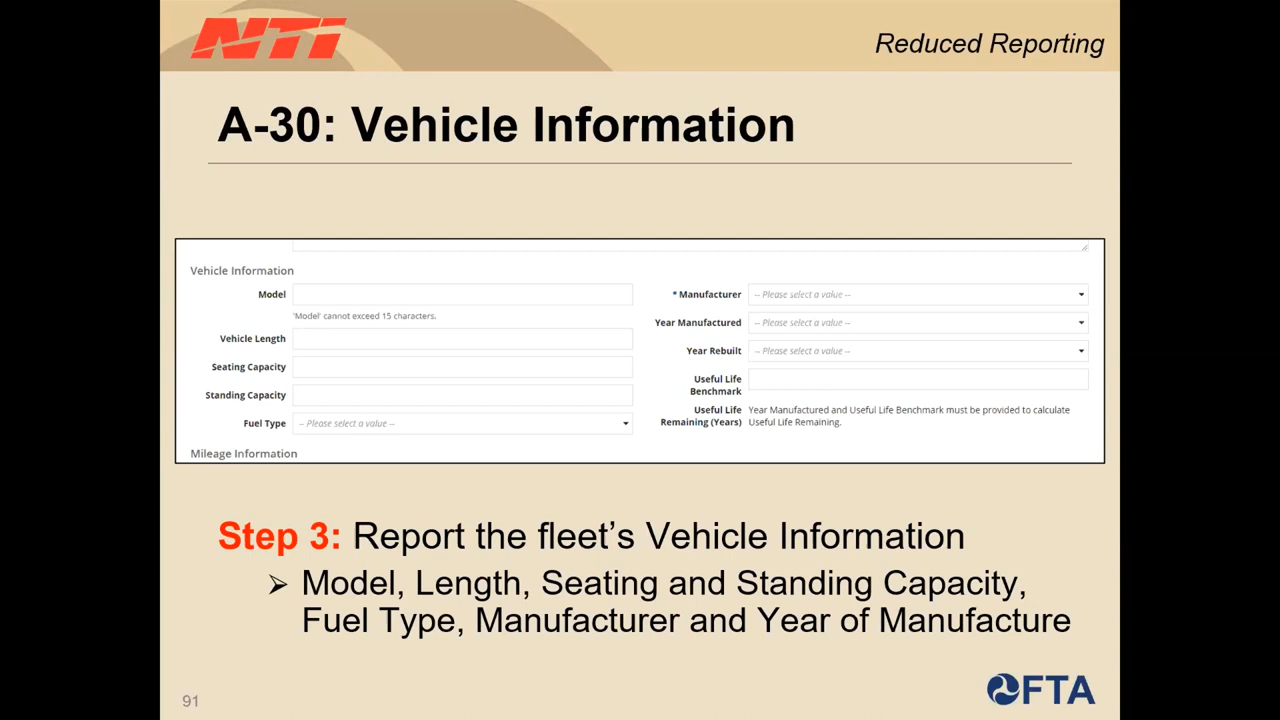 NTI
Reduced Reporting
A-30: Vehicle Information
Vehicle Information
Model
'Model' cannot exceed 15 characters.
Vehicle Length
Seating Capacity
Standing Capacity
Fuel Type -- Please select a value --
* Manufacturer -- Please select a value --
Year Manufactured -- Please select a value --
Year Rebuilt -- Please select a value --
Useful Life
Benchmark
Useful Life Year Manufactured and Useful Life Benchmark must be provided to calculate
Remaining (Years) Useful Life Remaining.
Mileage Information
Step 3: Report the fleet’s Vehicle Information
➢ Model, Length, Seating and Standing Capacity,
Fuel Type, Manufacturer and Year of Manufacture
91
FTA